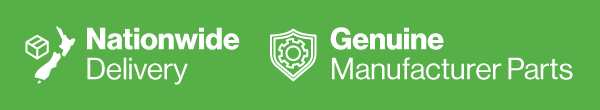 Nationwide
Delivery
Genuine
Manufacturer Parts